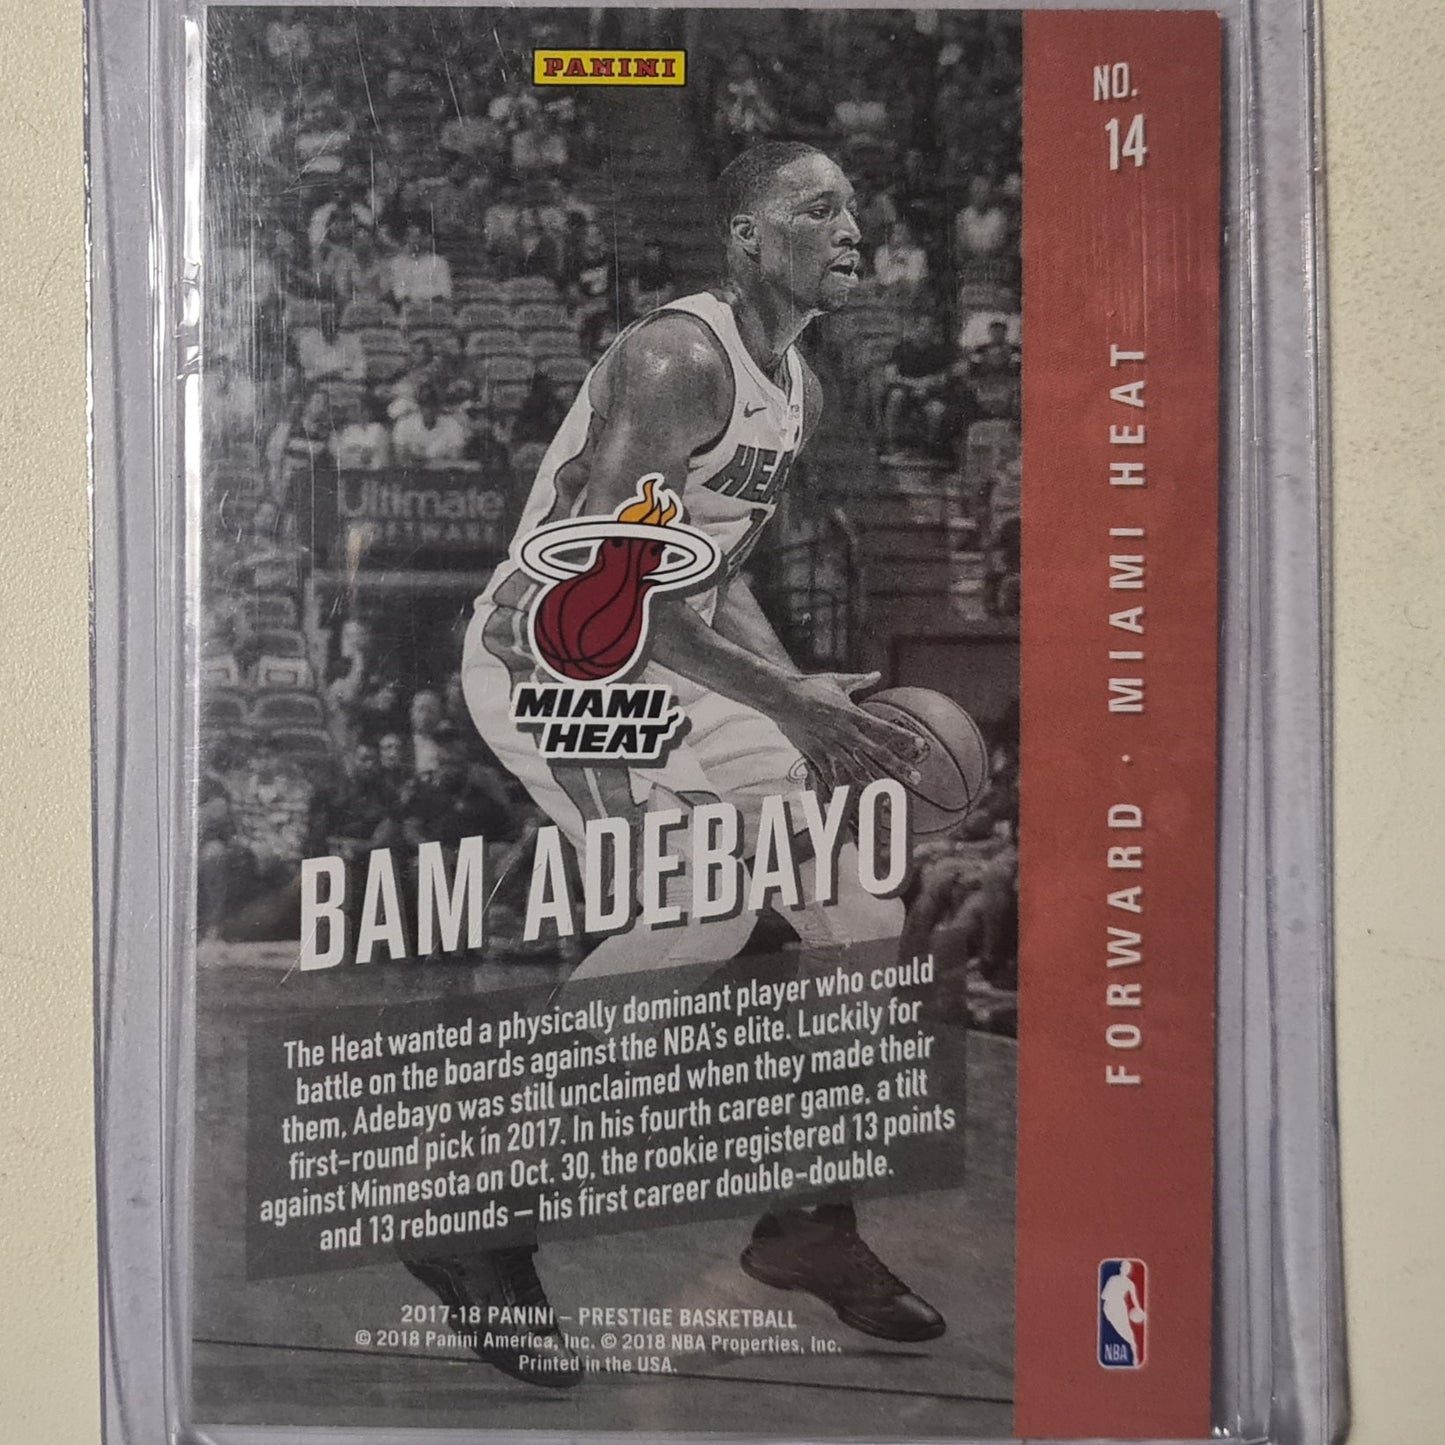 PANINI
NO.
14
Ultimate
HEA
MIAMI
HEAT
BAM ADEBAYO
FORWARD · MIAMI HEAT
The Heat wanted a physically dominant player who could
battle on the boards against the NBA's elite. Luckily for
them, Adebayo was still unclaimed when they made their
first-round pick in 2017. In his fourth career game, a tilt
against Minnesota on Oct. 30, the rookie registered 13 points
and 13 rebounds – his first career double-double.
2017-18 PANINI – PRESTIGE BASKETBALL
© 2018 Panini America, Inc. © 2018 NBA Properties, Inc.
Printed in the USA.
NBA